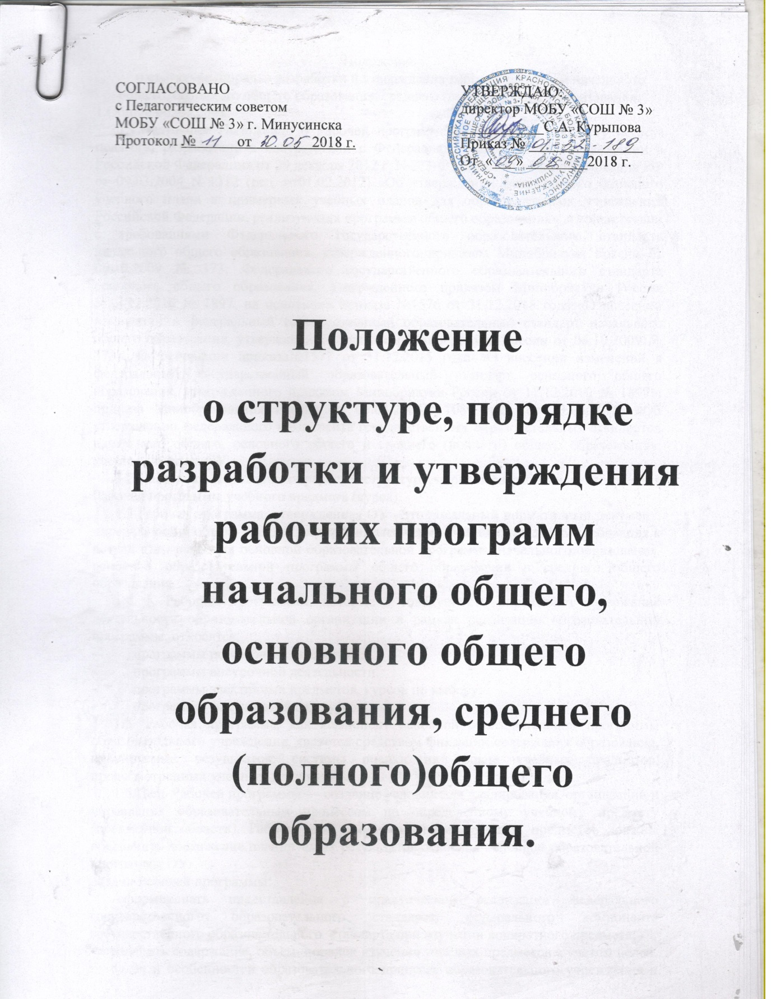 СОГЛАСОВАНО
с Педагогическим советом
МОБУ «СОШ № 3» г. Минусинска
Протокол № 11 от 30.05 2018 г.
УТВЕРЖДАЮ:
директор МОБУ «СОШ № 3»
С.А. Курыпова
Приказ № 01-32-189
От «09» 2018 г.
Положение
о структуре, порядке
разработки и утверждения
рабочих программ
начального общего,
основного общего
образования, среднего
(полного)общего
образования.